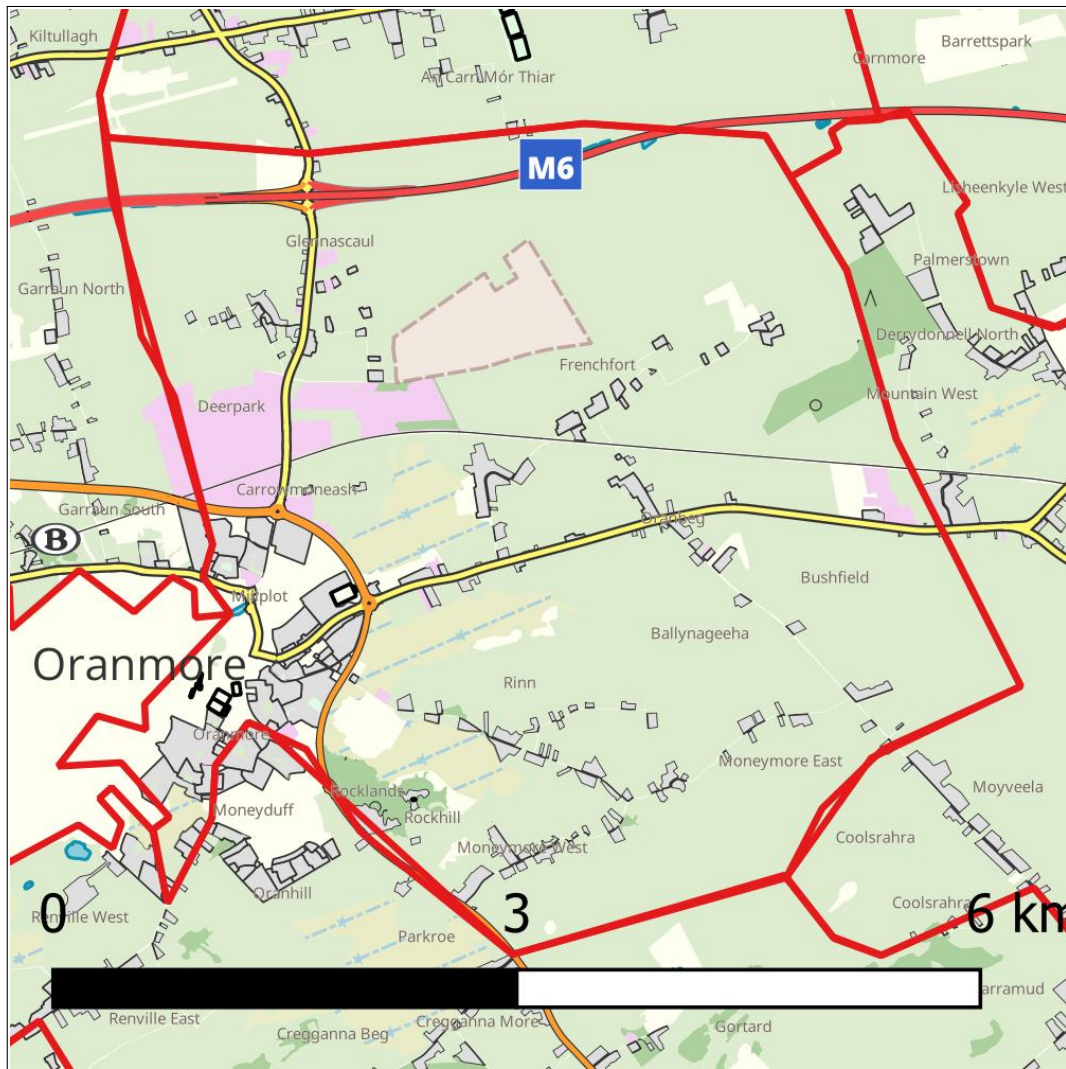 Kiltullagh
Barrettspark
Carnmore
An Carn Mór Thiar
M6
Lisheenkyle West
Glennascaul
Palmerstown
Garraun North
Derrydonnell North
Frenchfort
Mountain West
Deerpark
Carrowmoneash
Garraun South
Oranbeg
B
Bushfield
Millplot
Ballynageeha
Oranmore
Rinn
Oranmore
Moneymore East
Moyveela
Rocklands
Moneyduff
Rockhill
Coolsrahra
Moneymore West
Oranhill
Coolsrahra
Renville West
0 3 6 km
Parkroe
arramud
Renville East
Cregganna More
Gortard
Cregganna Beg